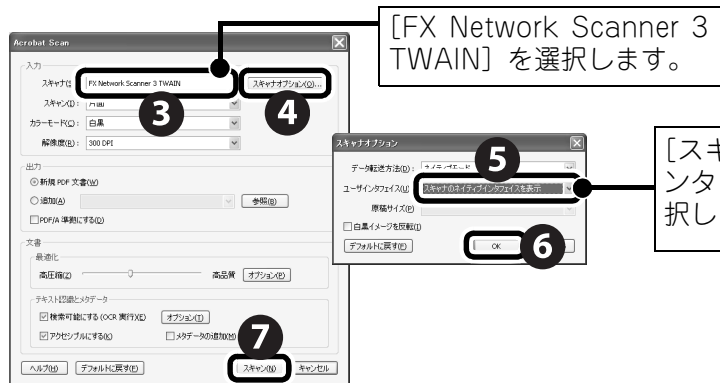 [FX Network Scanner 3
TWAIN] を選択します。
Acrobat Scan
入力
スキャナ(S
FX Network Scanner 3 TWAIN
スキャナオプション(O)...
3
4
スキャン(I):
片面
カラーモード(C):
白黒
解像度(R):
300 DPI
出力
新規 PDF 文書(W)
追加(A)
参照(B)
PDF/A 準拠にする(D)
文書
最適化
高圧縮(Z)
高品質
オプション(P)
テキスト認識とメタデータ
検索可能にする (OCR 実行)(E)
オプション(T)
アクセシブルにする(K)
メタデータの追加(M)
7
ヘルプ(H)
デフォルトに戻す(E)
スキャン(N)
キャンセル
スキャナオプション
データ転送方法(D):
ネイティブモード
5
ユーザインタフェイス(U)
スキャナのネイティブインタフェイスを表示
原稿サイズ(P)
白黒イメージを反転(I)
デフォルトに戻す(E)
OK
6
[スキ
ンタ
択し